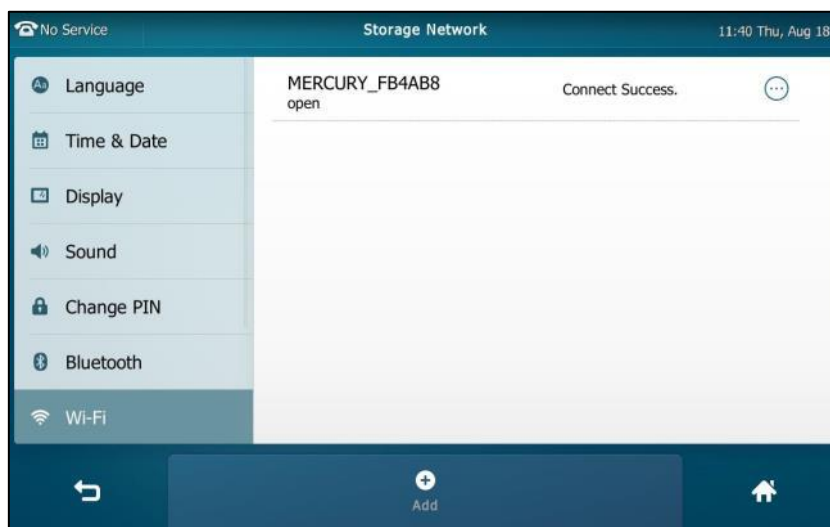 No Service
Storage Network
11:40 Thu, Aug 18
Aa Language
Time & Date
Display
Sound
Change PIN
Bluetooth
Wi-Fi
MERCURY_FB4AB8
open
Connect Success.
Add